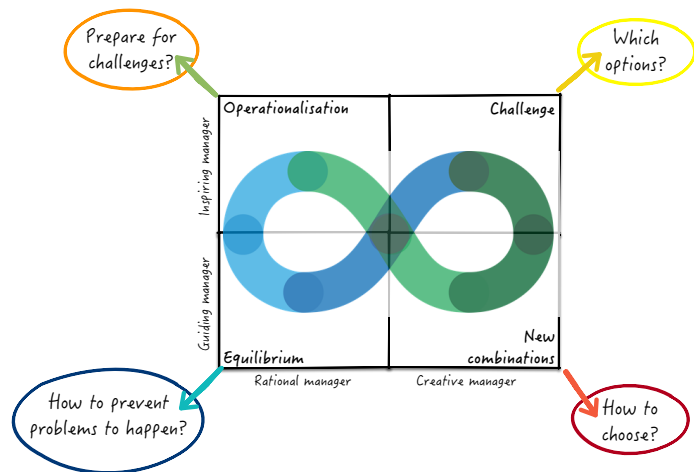 Prepare for
challenges?
Which
options?
Operationalisation
Challenge
Inspiring manager
Guiding manager
Equilibrium
New
combinations
Rational manager
Creative manager
How to prevent
problems to happen?
How to
choose?